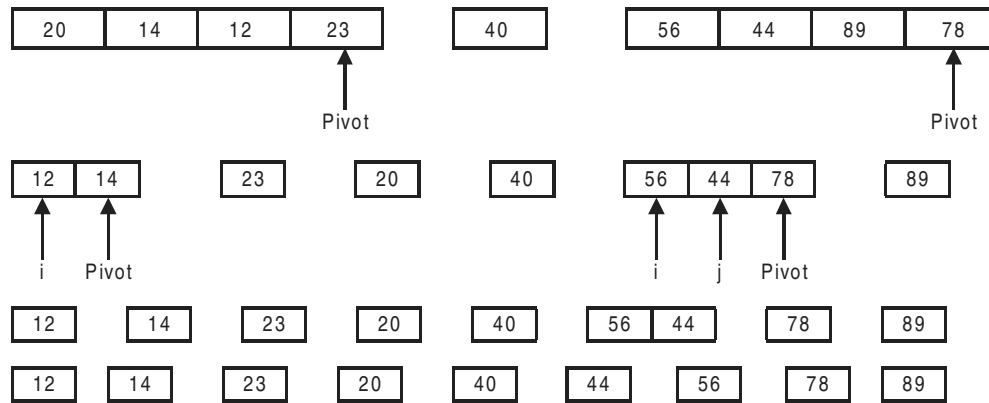 20 14 12 23 40 56 44 89 78
Pivot Pivot
12 14 23 20 40 56 44 78 89
i Pivot i j Pivot
12 14 23 20 40 56 44 78 89
12 14 23 20 40 44 56 78 89